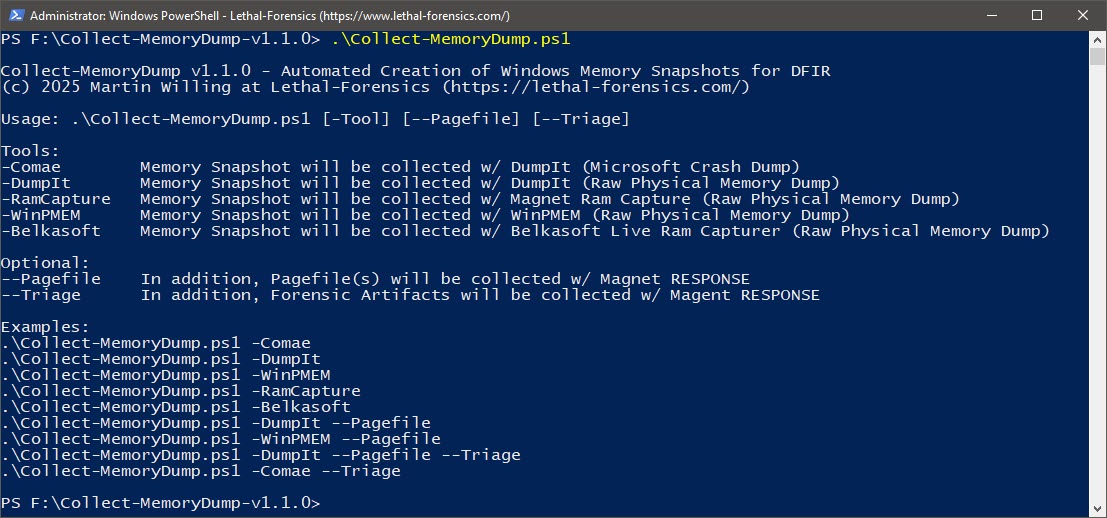 Administrator: Windows PowerShell - Lethal-Forensics (https://www.lethal-forensics.com/)
PS F:\Collect-MemoryDump-v1.1.0> .\Collect-MemoryDump.ps1
Collect-MemoryDump v1.1.0 - Automated Creation of Windows Memory Snapshots for DFIR
(c) 2025 Martin Willing at Lethal-Forensics (https://lethal-forensics.com/)
Usage: .\Collect-MemoryDump.ps1 [-Tool] [--Pagefile] [--Triage]
Tools:
-Comae        Memory Snapshot will be collected w/ DumpIt (Microsoft Crash Dump)
-DumpIt       Memory Snapshot will be collected w/ DumpIt (Raw Physical Memory Dump)
-RamCapture   Memory Snapshot will be collected w/ Magnet Ram Capture (Raw Physical Memory Dump)
-WinPMEM      Memory Snapshot will be collected w/ WinPMEM (Raw Physical Memory Dump)
-Belkasoft    Memory Snapshot will be collected w/ Belkasoft Live Ram Capturer (Raw Physical Memory Dump)
Optional:
--Pagefile    In addition, Pagefile(s) will be collected w/ Magnet RESPONSE
--Triage      In addition, Forensic Artifacts will be collected w/ Magent RESPONSE
Examples:
.\Collect-MemoryDump.ps1 -Comae
.\Collect-MemoryDump.ps1 -DumpIt
.\Collect-MemoryDump.ps1 -WinPMEM
.\Collect-MemoryDump.ps1 -RamCapture
.\Collect-MemoryDump.ps1 -Belkasoft
.\Collect-MemoryDump.ps1 -DumpIt --Pagefile
.\Collect-MemoryDump.ps1 -WinPMEM --Pagefile
.\Collect-MemoryDump.ps1 -DumpIt --Pagefile --Triage
.\Collect-MemoryDump.ps1 -Comae --Triage
PS F:\Collect-MemoryDump-v1.1.0>